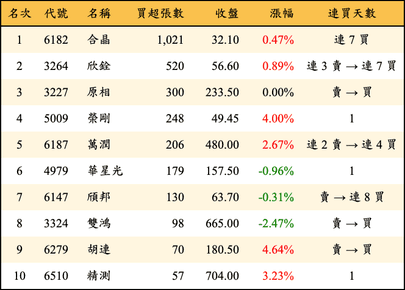 名次 代號 名稱 買超張數 收盤 漲幅 連買天數
1 6182 合晶 1,021 32.10 0.47% 連 7 買
2 3264 欣銓 520 56.60 0.89% 連 3 賣 → 連 7 買
3 3227 原相 300 233.50 0.00% 賣 → 買
4 5009 榮剛 248 49.45 4.00% 1
5 6187 萬潤 206 480.00 2.67% 連 2 賣 → 連 4 買
6 4979 華星光 179 157.50 -0.96% 1
7 6147 頎邦 130 63.70 -0.31% 賣 → 連 8 買
8 3324 雙鴻 98 665.00 -2.47% 賣 → 買
9 6279 胡連 70 180.50 4.64% 賣 → 買
10 6510 精測 57 704.00 3.23% 1